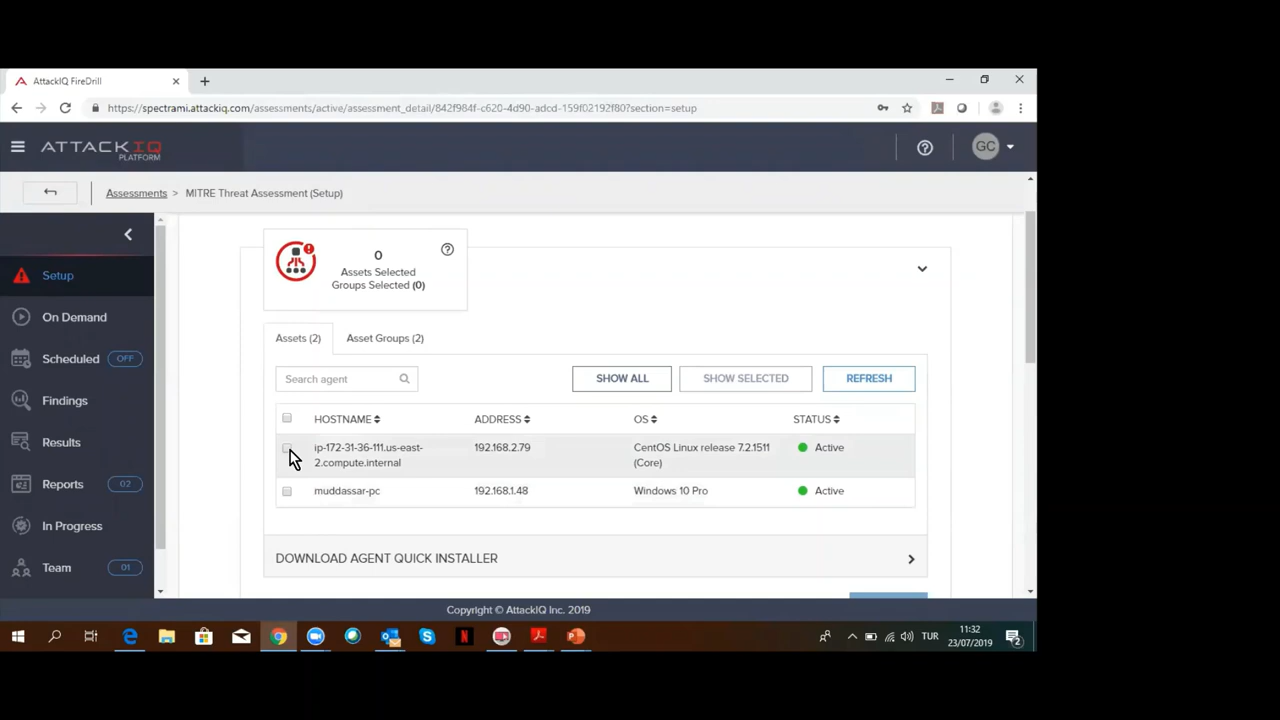 AttackIQ FireDrill
https://spectrami.attackiq.com/assessments/active/assessment_detail/842f984f-c620-4d90-adcd-159f02192f80?section=setup
ATTACKIQ
PLATFORM
GC
Assessments > MITRE Threat Assessment (Setup)
Setup
On Demand
Scheduled OFF
Findings
Results
Reports 02
In Progress
Team 01
0
Assets Selected
Groups Selected (0)
Assets (2) Asset Groups (2)
Search agent SHOW ALL SHOW SELECTED REFRESH
HOSTNAME ADDRESS OS STATUS
ip-172-31-36-111.us-east-2.compute.internal 192.168.2.79 CentOS Linux release 7.2.1511 (Core) Active
muddassar-pc 192.168.1.48 Windows 10 Pro Active
DOWNLOAD AGENT QUICK INSTALLER
Copyright © AttackIQ Inc. 2019
TUR
11:32
23/07/2019
2